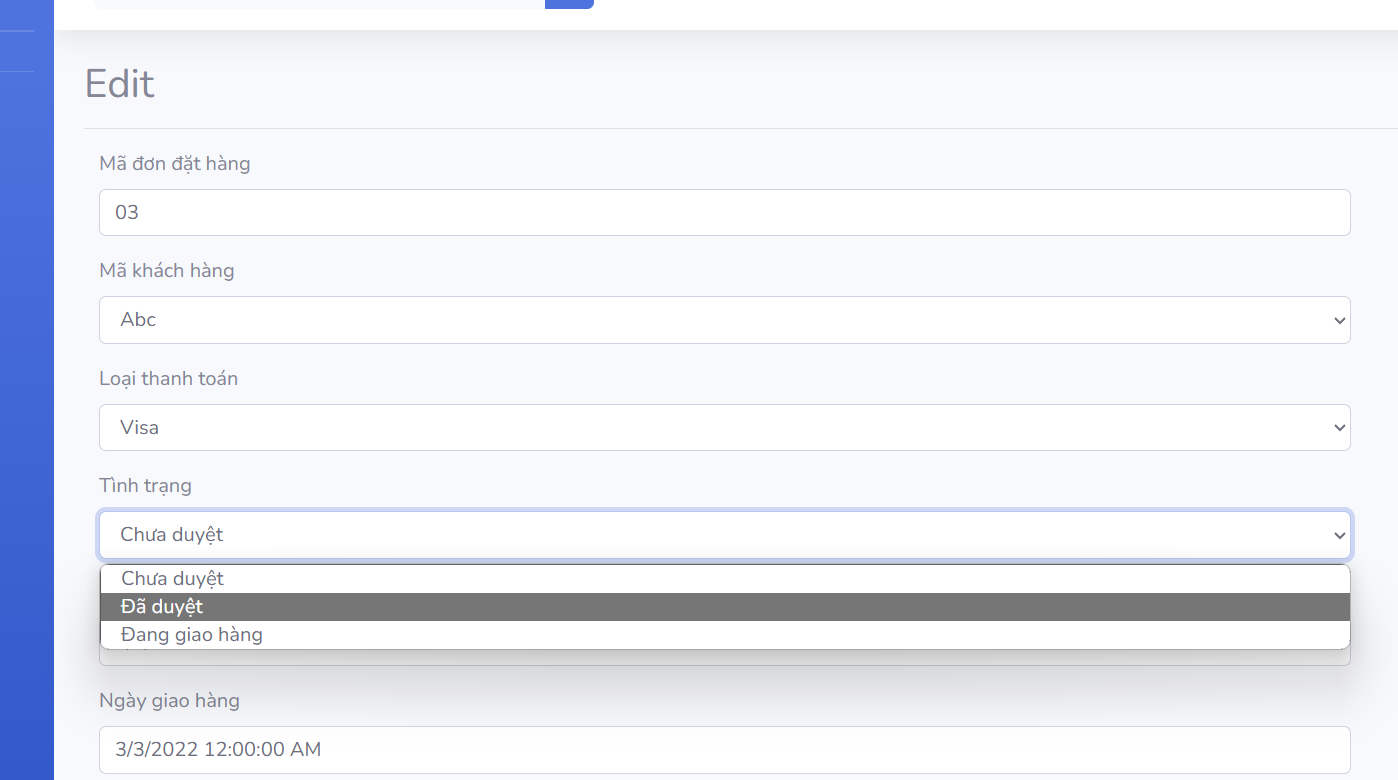 Edit
Mã đơn đặt hàng
03
Mã khách hàng
Abc
Loại thanh toán
Visa
Tình trạng
Chưa duyệt
Chưa duyệt
Đã duyệt
Đang giao hàng
Ngày giao hàng
3/3/2022 12:00:00 AM